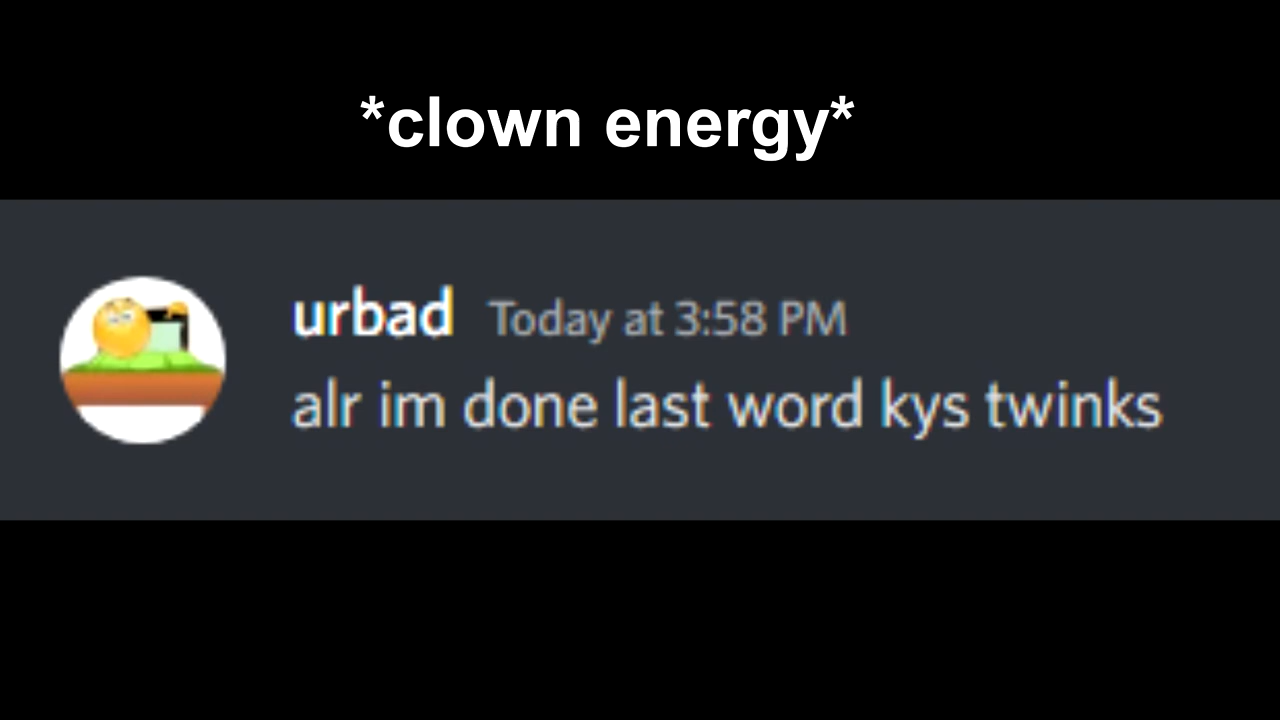 *clown energy*
urbad Today at 3:58 PM
alr im done last word kys twinks